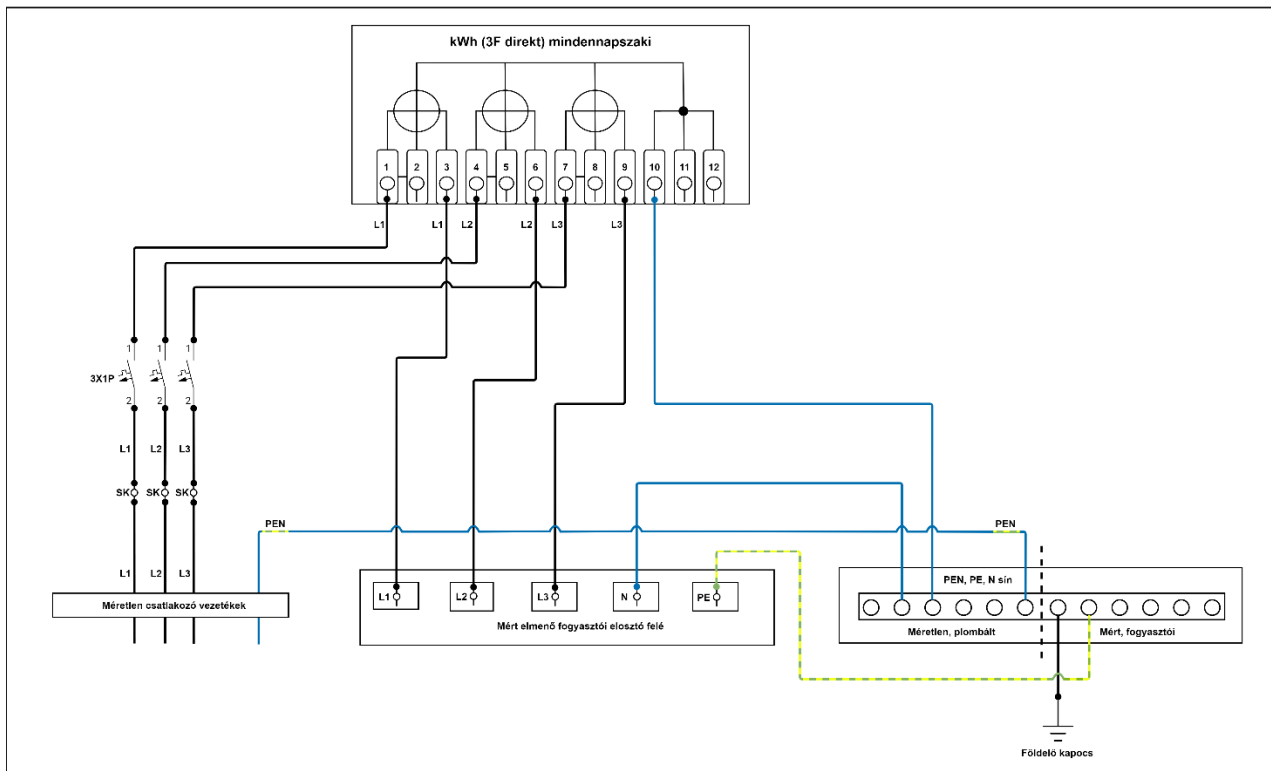 kWh (3F direkt) mindennapszaki
1 2 3 4 5 6 7 8 9 10 11 12
L1 L1 L2 L2 L3 L3
1 1 1
3X1P
2 2 2
L1 L2 L3
SK SK SK
PEN PEN
L1 L2 L3
Méretlen csatlakozó vezetékek
L1 L2 L3 N PE
Mért elmenő fogyasztói elosztó felé
PEN, PE, N sín
Méretlen, plombált Mért, fogyasztói
Földelő kapocs